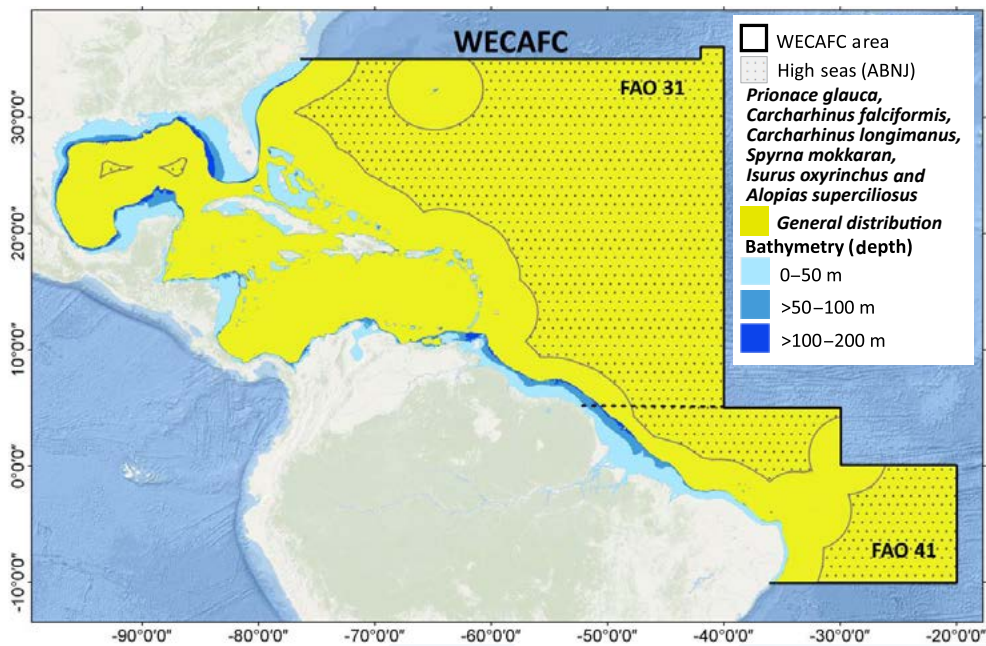 WECAFC
FAO 31
FAO 41
WECAFC area
High seas (ABNJ)
Prionace glauca,
Carcharhinus falciformis,
Carcharhinus longimanus,
Spyrna mokkaran,
Isurus oxyrinchus and
Alopias superciliosus
General distribution
Bathymetry (depth)
0–50 m
>50–100 m
>100–200 m
30°0'0"
20°0'0"
10°0'0"
0°0'0"
-10°0'0"
-90°0'0"
-80°0'0"
-70°0'0"
-60°0'0"
-50°0'0"
-40°0'0"
-30°0'0"
-20°0'0"